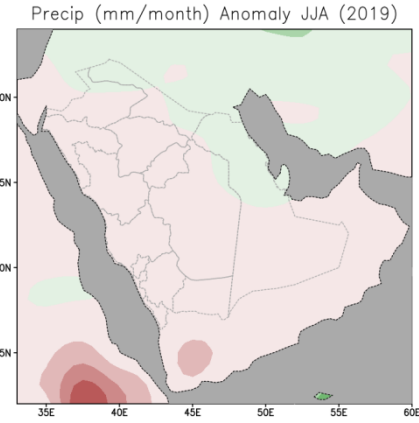 Precip (mm/month) Anomaly JJA (2019)
0N
5N
0N
5N
35E 40E 45E 50E 55E 60E